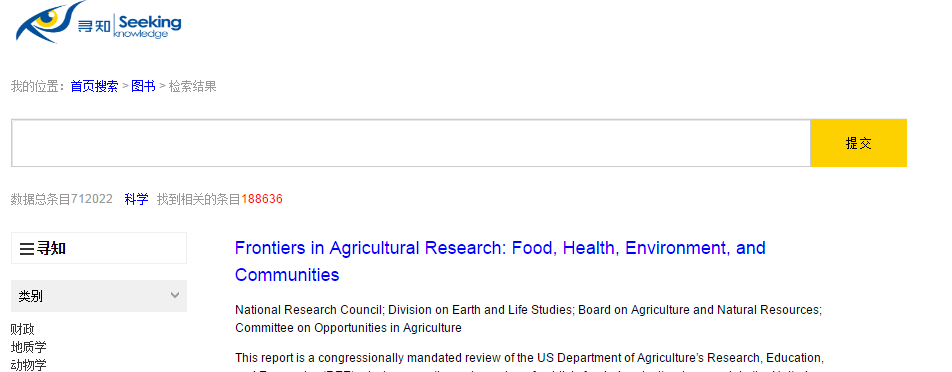 寻知 Seeking
knowledge
我的位置：首页搜索 > 图书 > 检索结果
提交
数据总条目712022 科学 找到相关的条目188636
寻知
Frontiers in Agricultural Research: Food, Health, Environment, and
Communities
类别
National Research Council; Division on Earth and Life Studies; Board on Agriculture and Natural Resources;
Committee on Opportunities in Agriculture
财政
地质学
动物学
This report is a congressionally mandated review of the US Department of Agriculture's Research, Education,